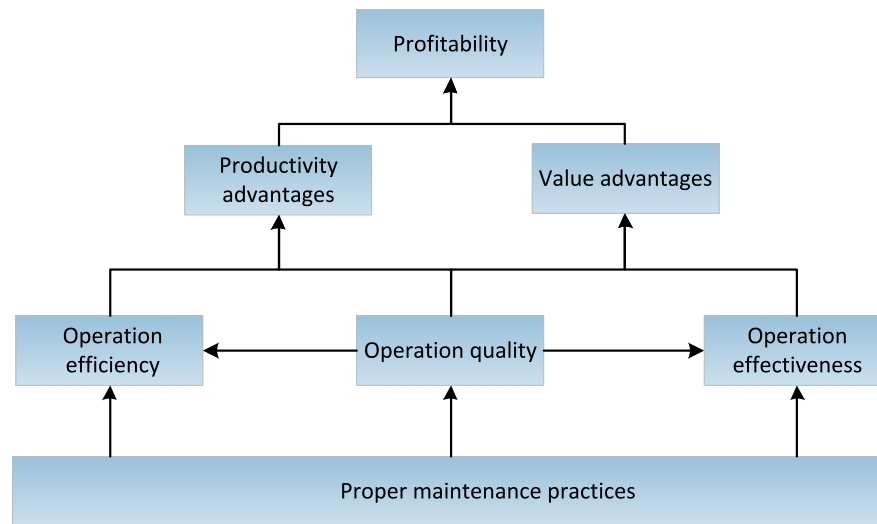 Profitability
Productivity
advantages
Value advantages
Operation
efficiency
Operation quality
Operation
effectiveness
Proper maintenance practices